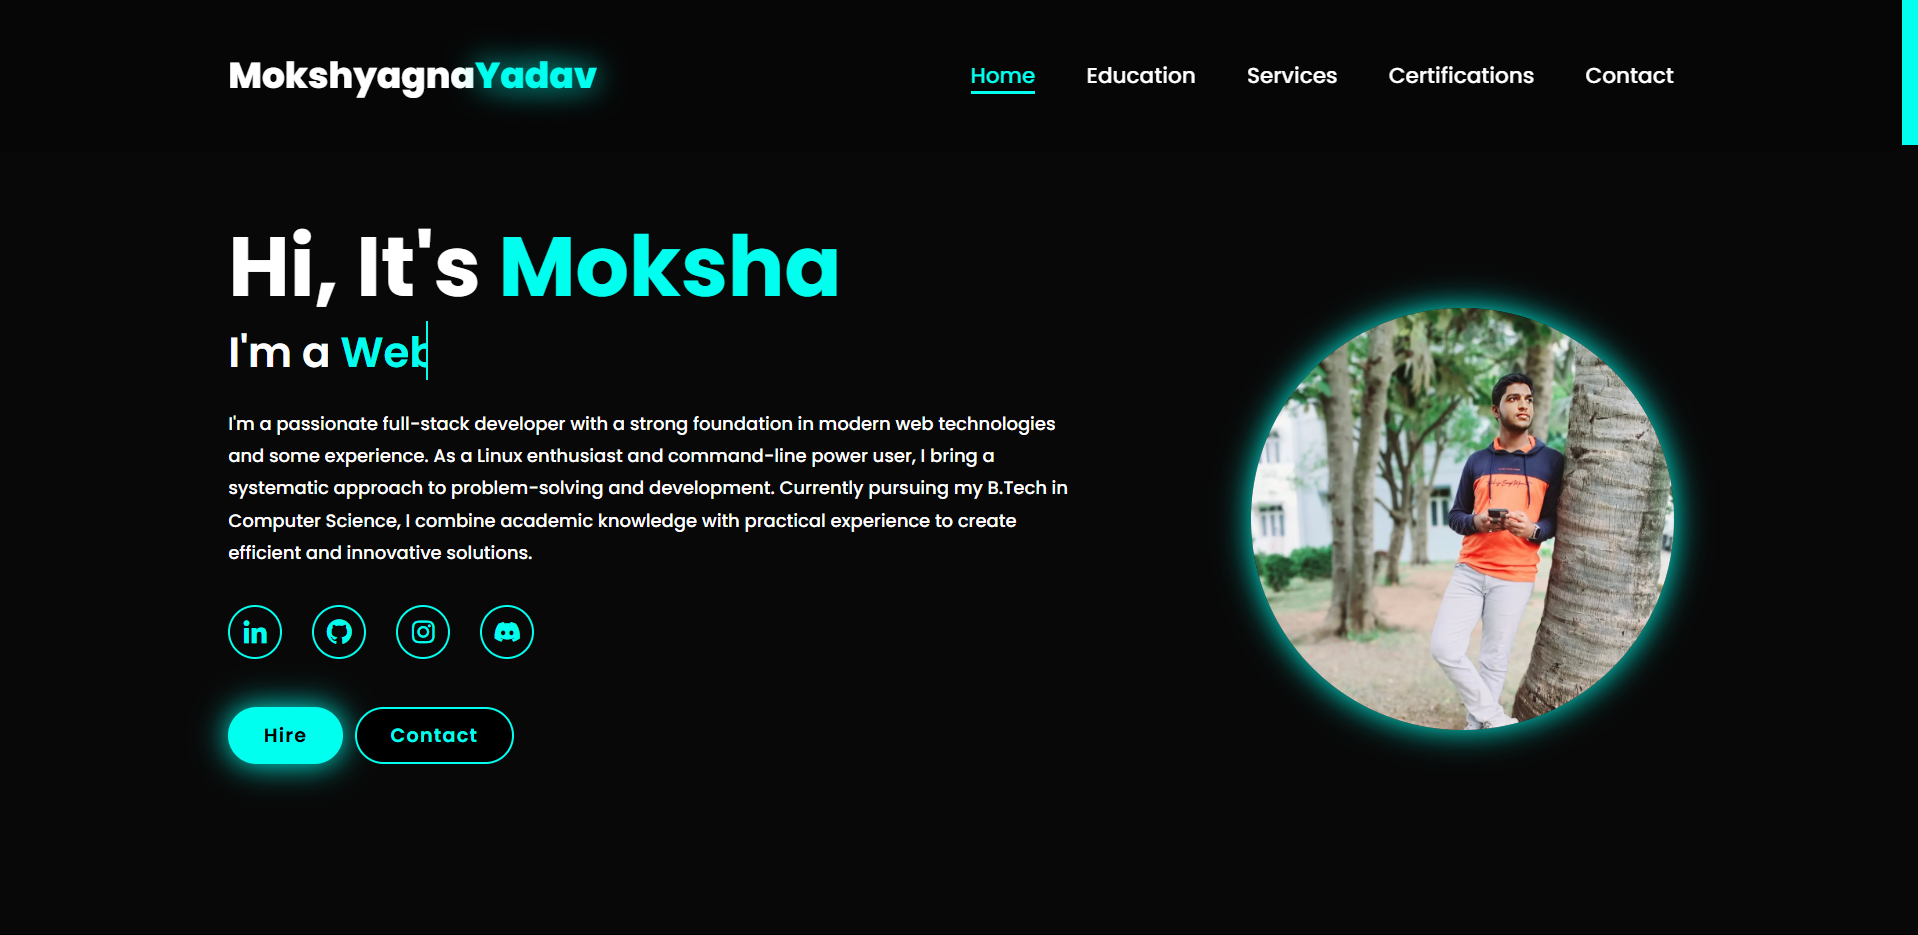 MokshyagnaYadav
Home Education Services Certifications Contact
Hi, It's Moksha
I'm a Web
I'm a passionate full-stack developer with a strong foundation in modern web technologies
and some experience. As a Linux enthusiast and command-line power user, I bring a
systematic approach to problem-solving and development. Currently pursuing my B.Tech in
Computer Science, I combine academic knowledge with practical experience to create
efficient and innovative solutions.
in
Hire Contact